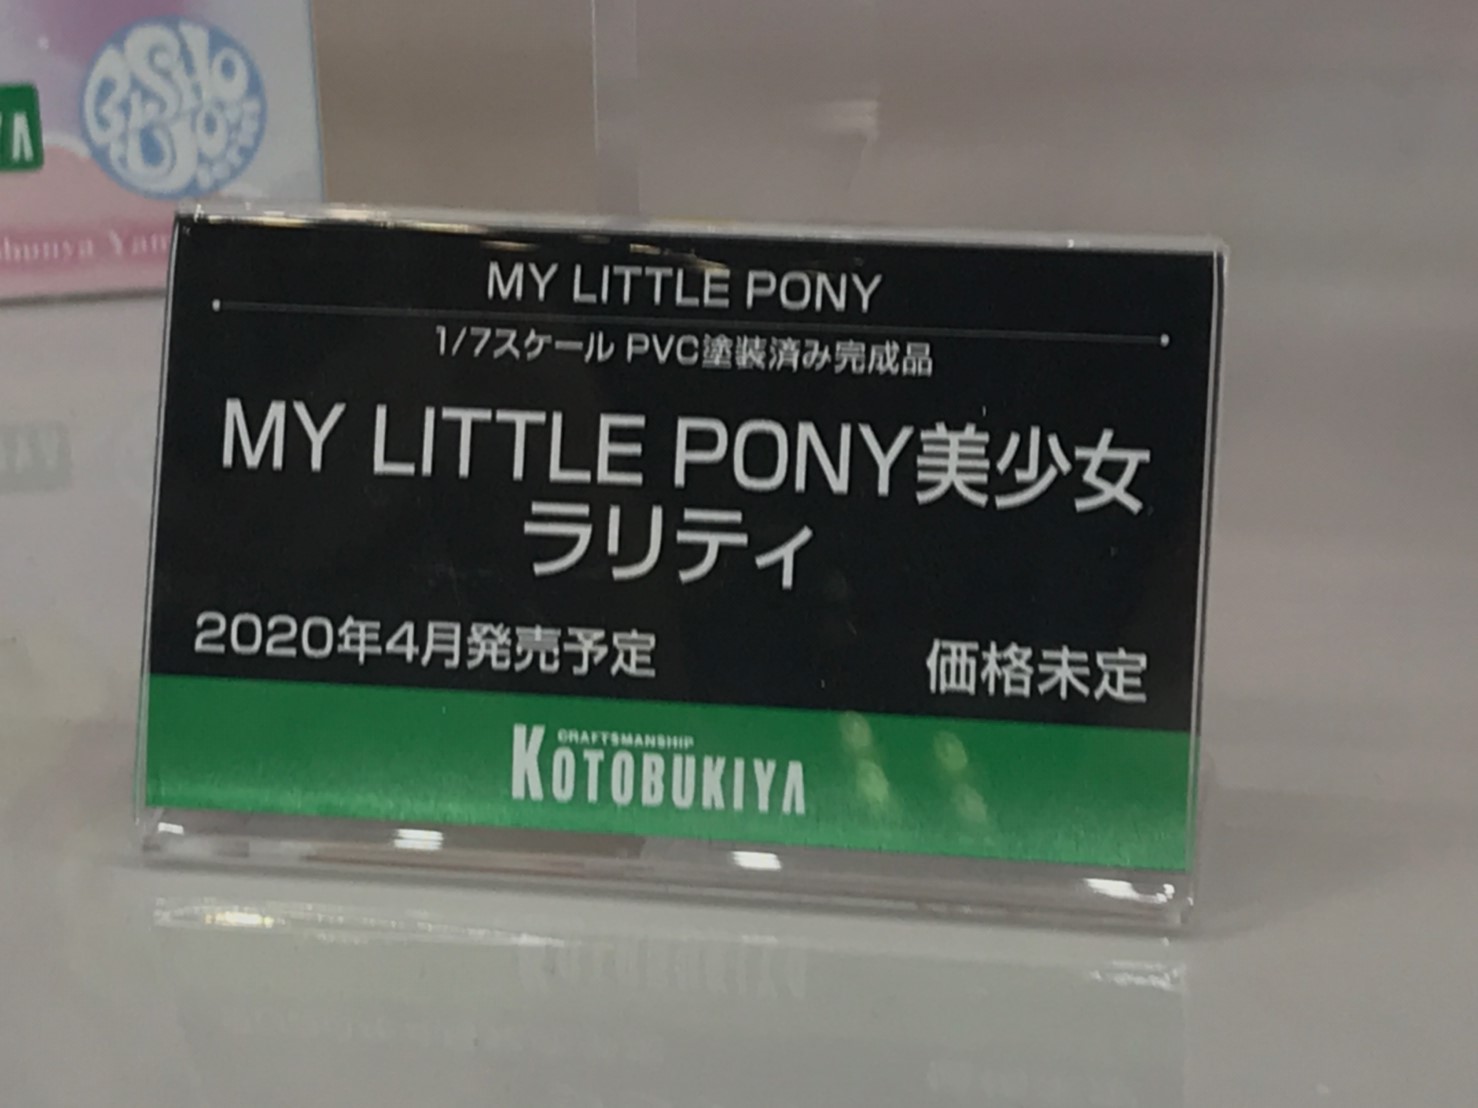 BISHOUJO
YA
MY LITTLE PONY
1/7スケール PVC塗装済み完成品
MY LITTLE PONY美少女
ラリティ
2020年4月発売予定
価格未定
CRAFTSMANSHIP
KOTOBUKIYA